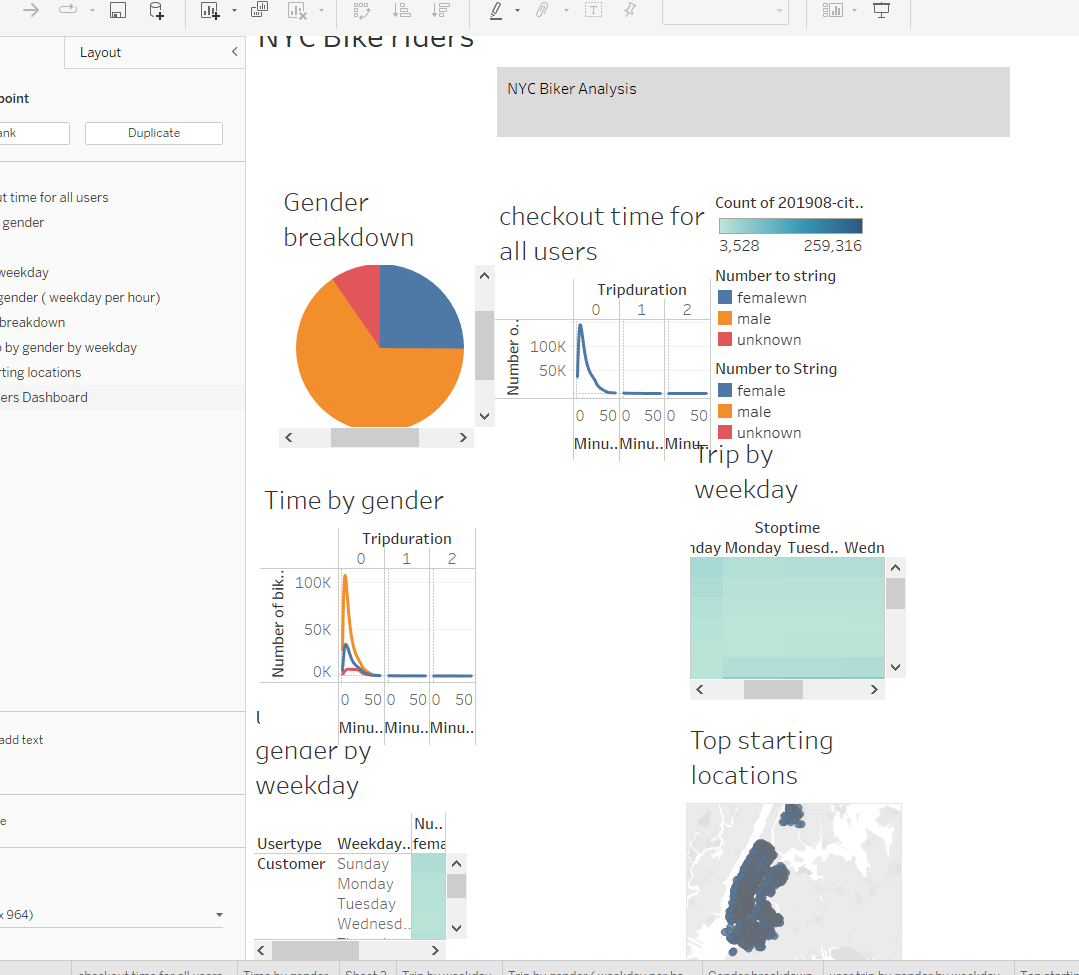 Layout
point
ank
Duplicate
ut time for all users
gender
weekday
gender ( weekday per hour)
breakdown
o by gender by weekday
rting locations
ers Dashboard
add text
e
x 964)
NYC Bike riders
NYC Biker Analysis
Gender
breakdown
checkout time for
all users
Tripduration
0 1 2
Number o..
100K
50K
0 50 0 50 0 50
Minu.. Minu.. Minu..
Count of 201908-cit..
3,528 259,316
Number to string
femalewn
male
unknown
Number to String
female
male
unknown
Time by gender
Tripduration
0 1 2
Number of bik..
100K
50K
0K
0 50 0 50 0 50
Minu.. Minu.. Minu..
Trip by
weekday
Stoptime
nday Monday Tuesd.. Wedn
gender by
weekday
Nu..
Usertype Weekday.. fema
Customer Sunday
Monday
Tuesday
Wednesd..
Top starting
locations
checkout time for all users Time by gender Sheet 3 Trip by weekday Trip by gender ( weekday per ho.. Gender breakdown user trip by gender by weekday Top startin